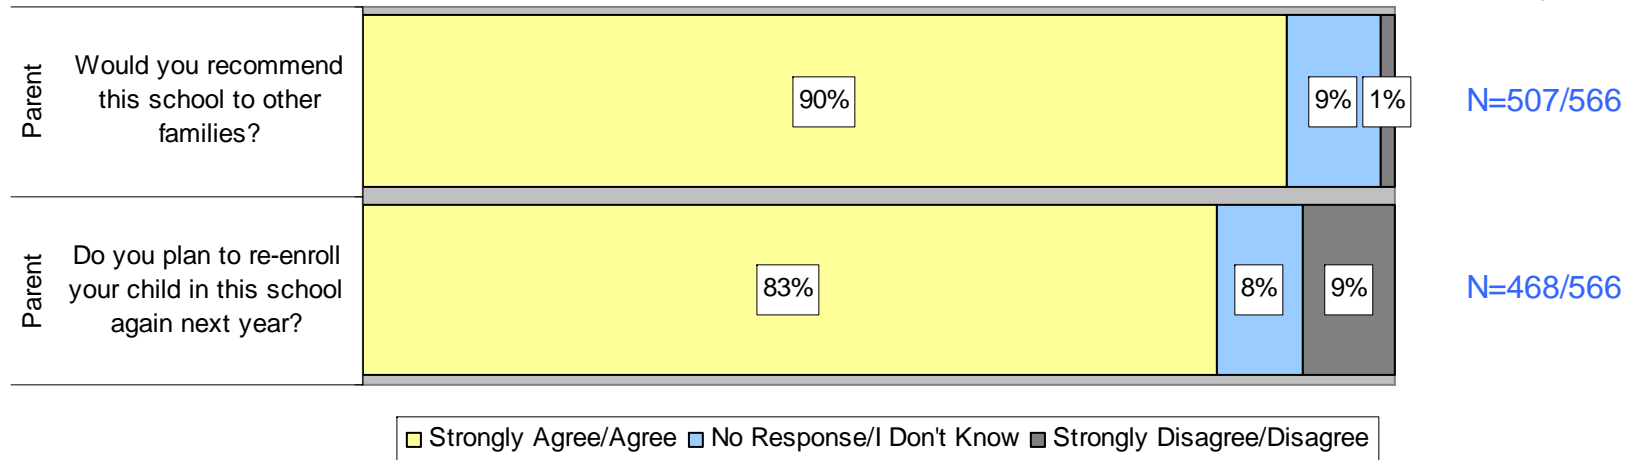 Parent
Would you recommend
this school to other
families?
90%
9%
1%
N=507/566
Parent
Do you plan to re-enroll
your child in this school
again next year?
83%
8%
9%
N=468/566
Strongly Agree/Agree
No Response/I Don't Know
Strongly Disagree/Disagree